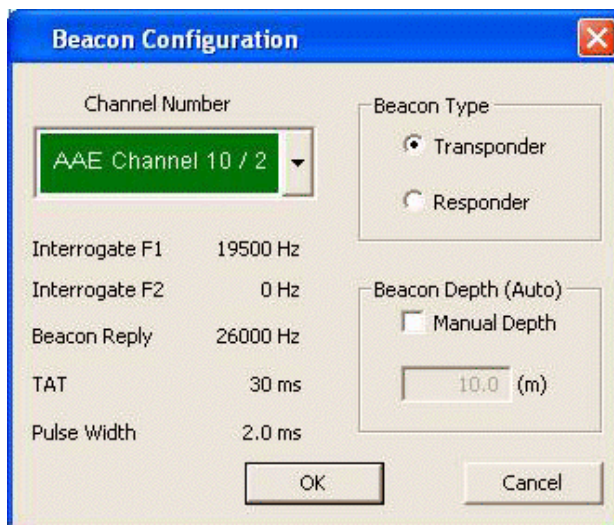 Beacon Configuration
Channel Number
AAE Channel 10 / 2
Interrogate F1 19500 Hz
Interrogate F2 0 Hz
Beacon Reply 26000 Hz
TAT 30 ms
Pulse Width 2.0 ms
Beacon Type
Transponder
Responder
Beacon Depth (Auto)
Manual Depth
10.0 (m)
OK
Cancel